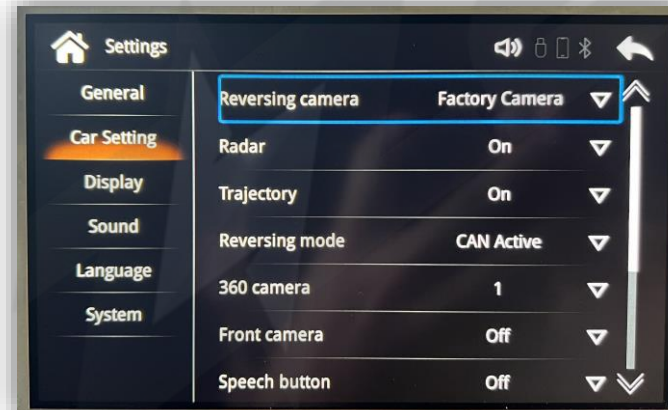 Settings
General
Car Setting
Display
Sound
Language
System
Reversing camera Factory Camera
Radar On
Trajectory On
Reversing mode CAN Active
360 camera 1
Front camera Off
Speech button Off